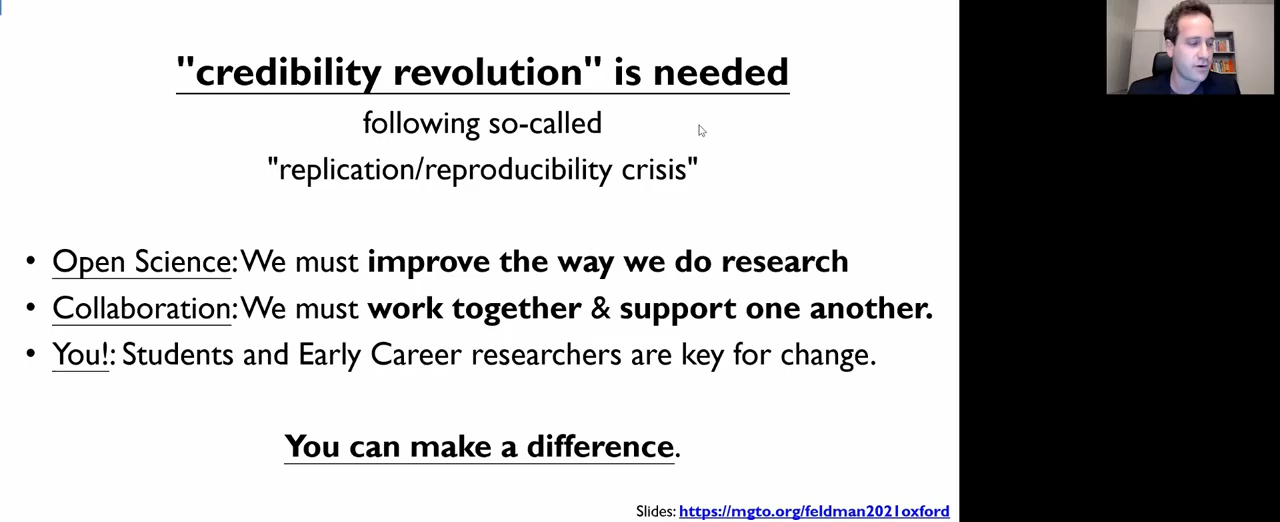 "credibility revolution" is needed
following so-called
"replication/reproducibility crisis"
• Open Science: We must improve the way we do research
• Collaboration: We must work together & support one another.
• You!: Students and Early Career researchers are key for change.
You can make a difference.
Slides: https://mgto.org/feldman2021oxford